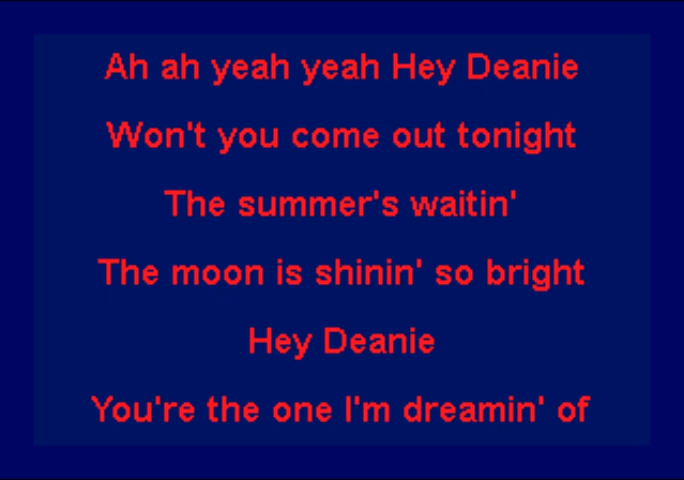 Ah ah yeah yeah Hey Deanie
Won't you come out tonight
The summer's waitin'
The moon is shinin' so bright
Hey Deanie
You're the one I'm dreamin' of